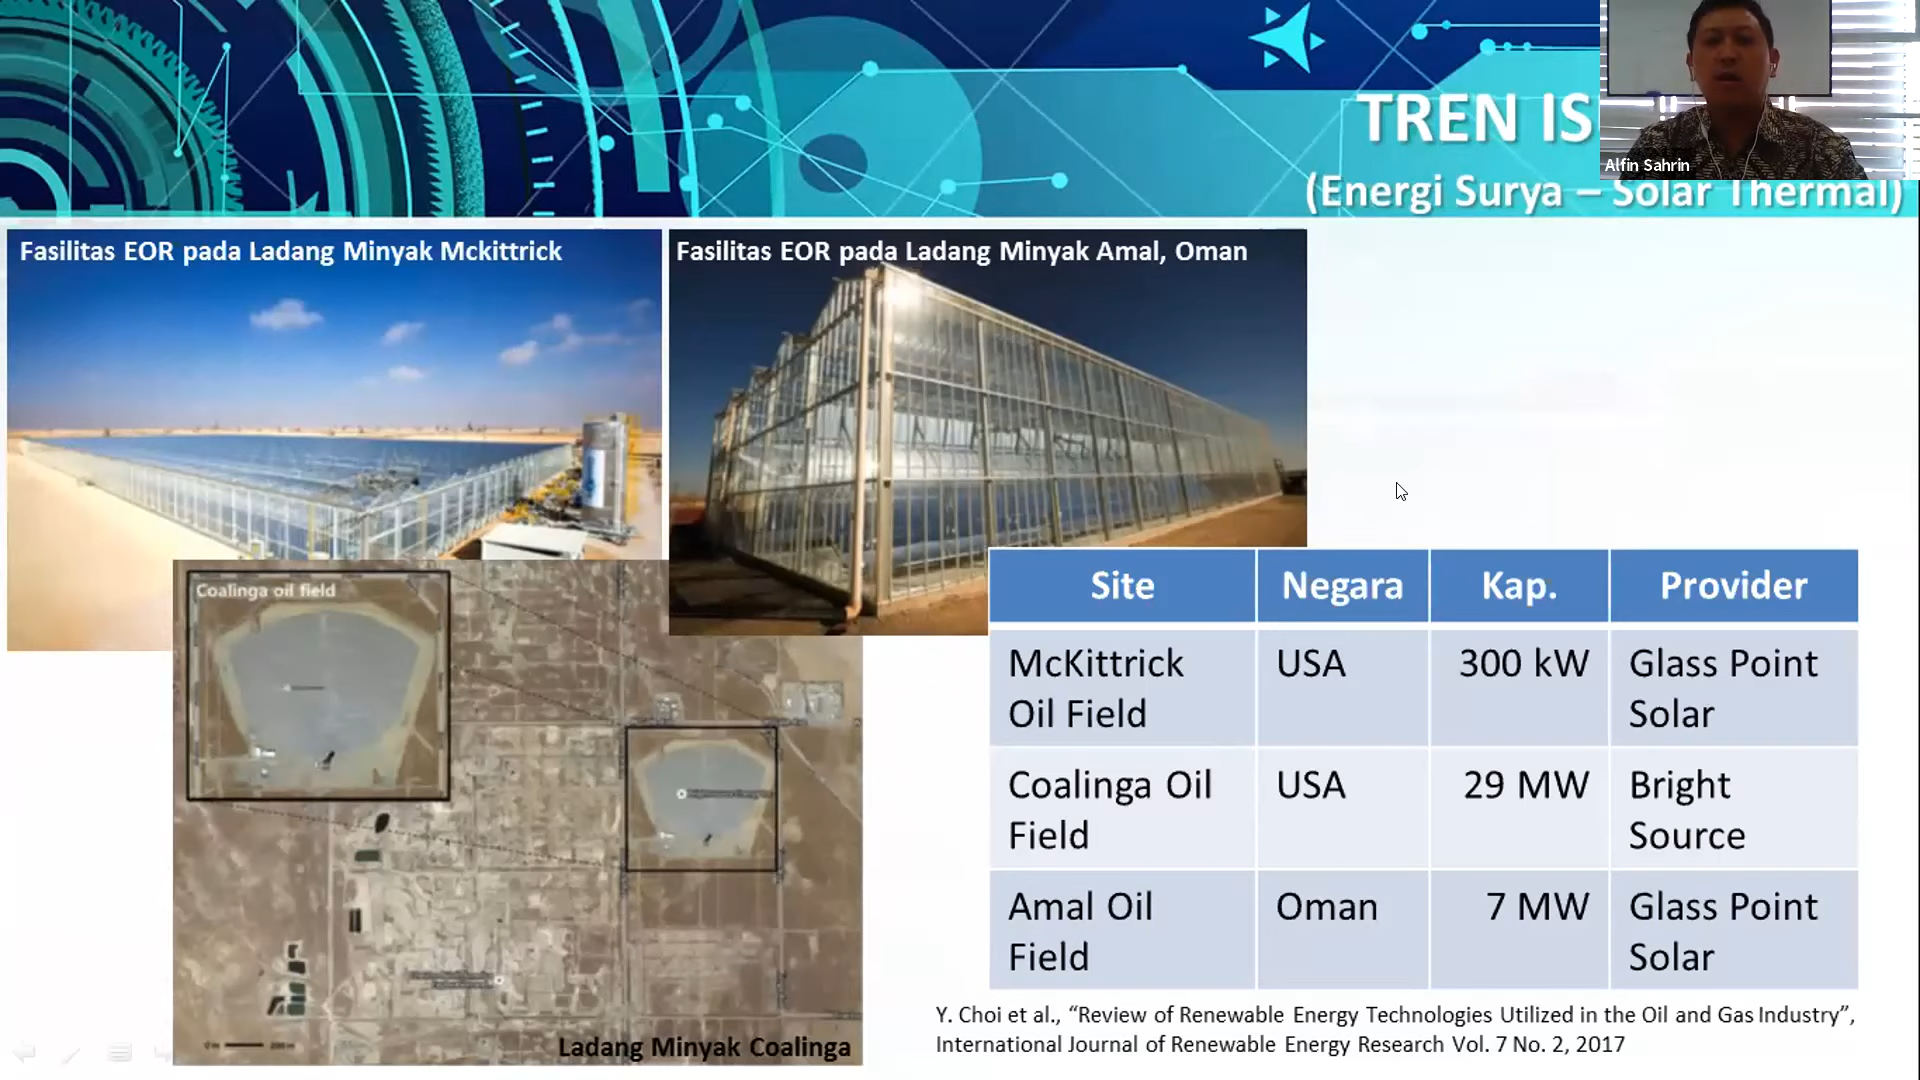 TREN IS
(Energi Surya – Solar Thermal)
Alfin Sahrin
Fasilitas EOR pada Ladang Minyak Mckittrick
Fasilitas EOR pada Ladang Minyak Amal, Oman
Coalinga oil field
Ladang Minyak Coalinga
Site Negara Kap. Provider
McKittrick Oil Field USA 300 kW Glass Point Solar
Coalinga Oil Field USA 29 MW Bright Source
Amal Oil Field Oman 7 MW Glass Point Solar
Y. Choi et al., “Review of Renewable Energy Technologies Utilized in the Oil and Gas Industry”,
International Journal of Renewable Energy Research Vol. 7 No. 2, 2017